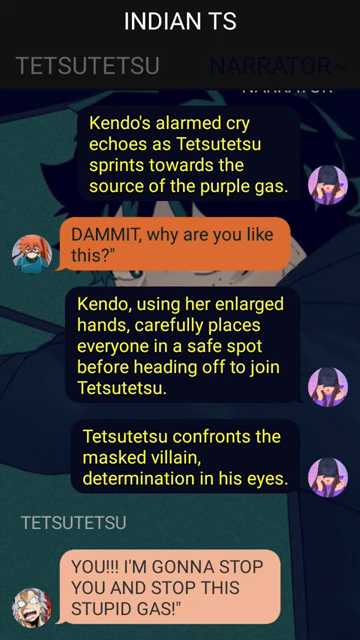 INDIAN TS
TETSUTETSU
NARRATOR~
NARRATOR
Kendo's alarmed cry
echoes as Tetsutetsu
sprints towards the
source of the purple gas.
DAMMIT, why are you like
this?"
Kendo, using her enlarged
hands, carefully places
everyone in a safe spot
before heading off to join
Tetsutetsu.
Tetsutetsu confronts the
masked villain,
determination in his eyes.
TETSUTETSU
YOU!!! I'M GONNA STOP
YOU AND STOP THIS
STUPID GAS!"